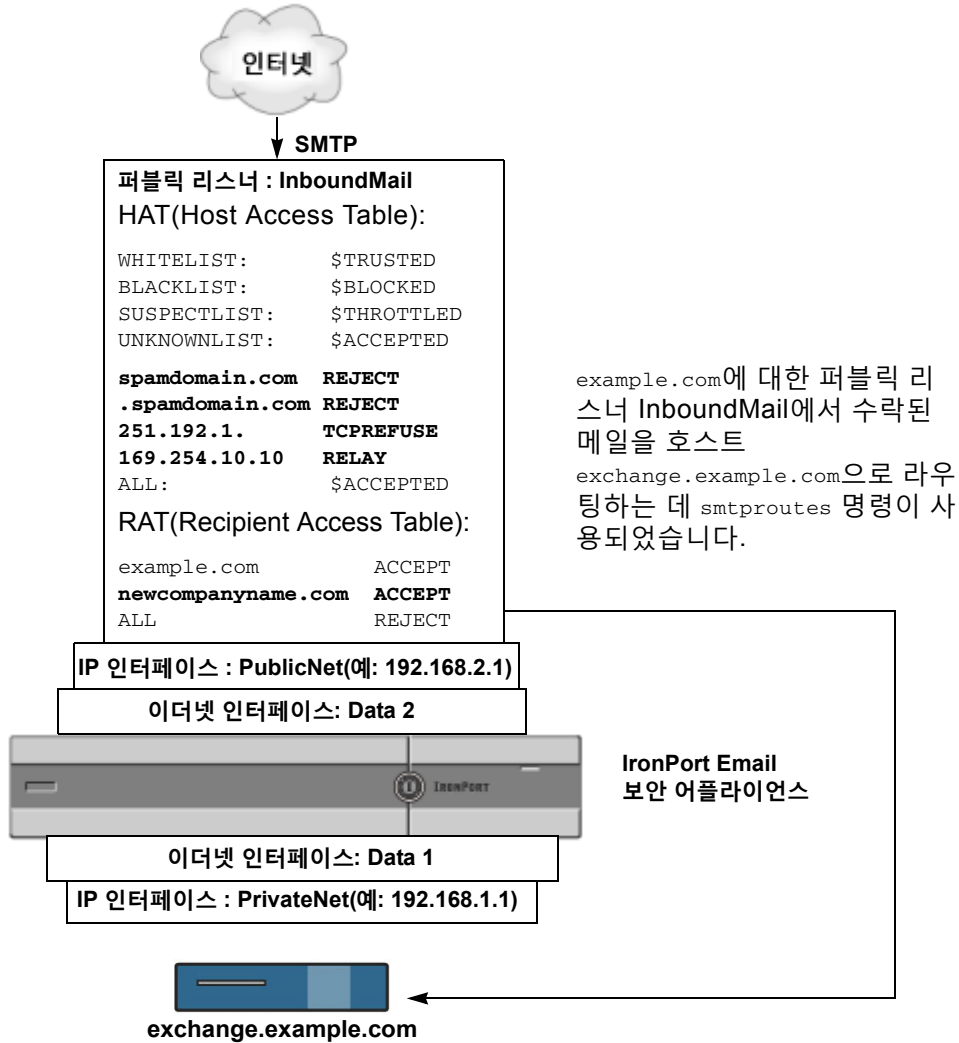 인터넷
SMTP
퍼블릭 리스너 : InboundMail
HAT(Host Access Table):
WHITELIST: $TRUSTED
BLACKLIST: $BLOCKED
SUSPECTLIST: $THROTTLED
UNKNOWNLIST: $ACCEPTED
spamdomain.com REJECT
.spamdomain.com REJECT
251.192.1. TCPREFUSE
169.254.10.10 RELAY
ALL: $ACCEPTED
RAT(Recipient Access Table):
example.com ACCEPT
newcompanyname.com ACCEPT
ALL REJECT
example.com에 대한 퍼블릭 리
스너 InboundMail에서 수락된
메일을 호스트
exchange.example.com으로 라우
팅하는 데 smtproutes 명령이 사
용되었습니다.
IP 인터페이스 : PublicNet(예: 192.168.2.1)
이더넷 인터페이스: Data 2
IRONPORT
IronPort Email
보안 어플라이언스
이더넷 인터페이스: Data 1
IP 인터페이스 : PrivateNet(예: 192.168.1.1)
exchange.example.com